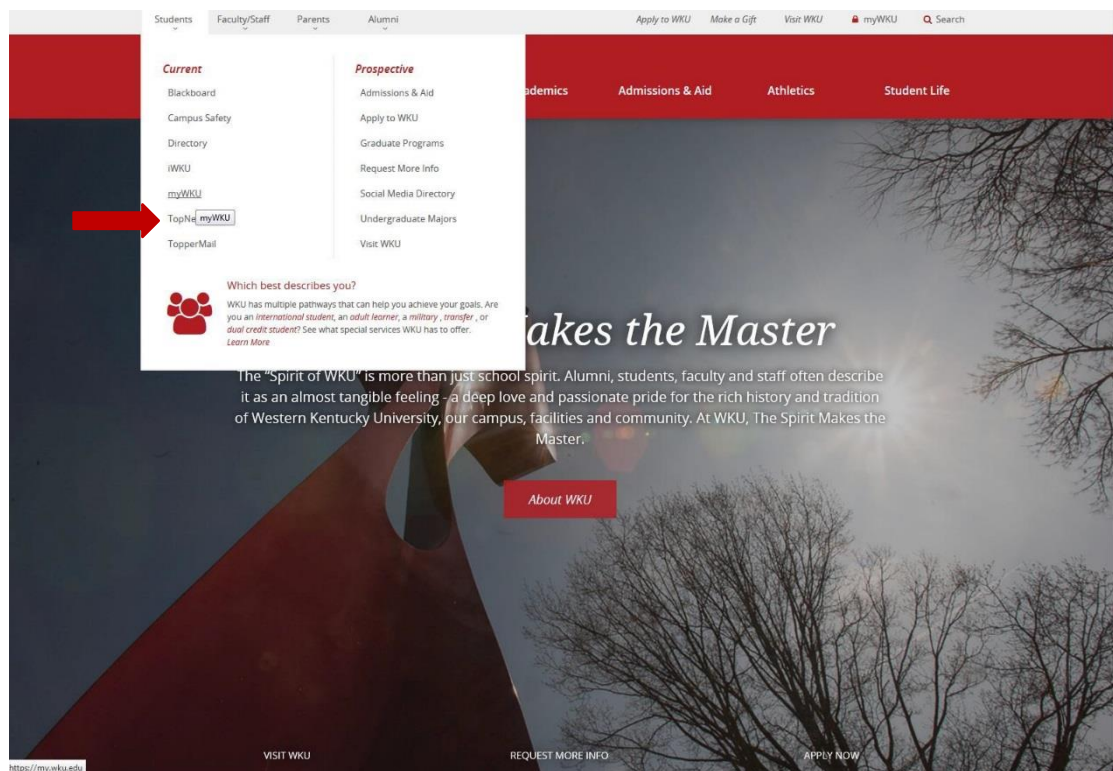 Students Faculty/Staff Parents Alumni Apply to WKU Make a Gift Visit WKU myWKU Search
ademics Admissions & Aid Athletics Student Life
Current
Blackboard
Campus Safety
Directory
iWKU
myWKU
TopNe myWKU
TopperMail
Prospective
Admissions & Aid
Apply to WKU
Graduate Programs
Request More Info
Social Media Directory
Undergraduate Majors
Visit WKU
Which best describes you?
WKU has multiple pathways that can help you achieve your goals. Are
you an international student, an adult learner, a military , transfer , or
dual credit student? See what special services WKU has to offer.
Learn More
akes the Master
The "Spirit of WKU" is more than just school spirit. Alumni, students, faculty and staff often describe
it as an almost tangible feeling - a deep love and passionate pride for the rich history and tradition
of Western Kentucky University, our campus, facilities and community. At WKU, The Spirit Makes the
Master.
About WKU
VISIT WKU REQUEST MORE INFO APPLY NOW
https://my.wku.edu